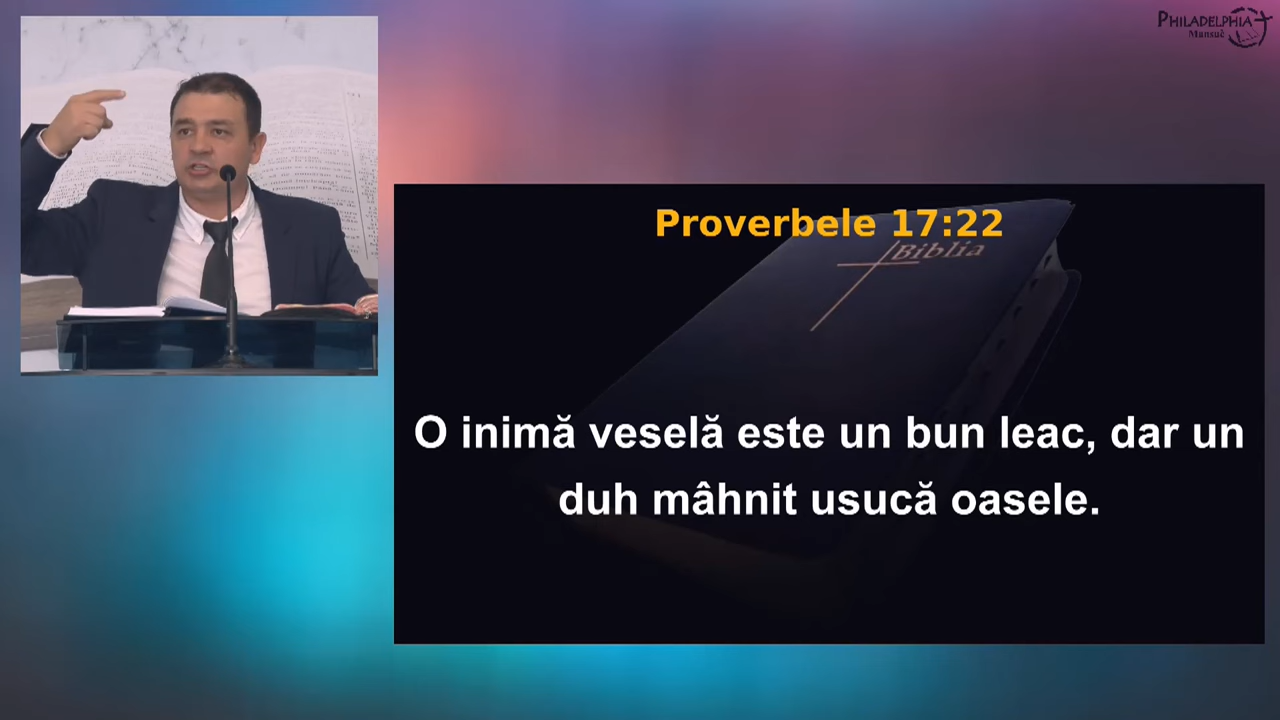 PHILADELPHIA
Mansuè
Proverbele 17:22
Biblia
O inimă veselă este un bun leac, dar un
duh mâhnit usucă oasele.